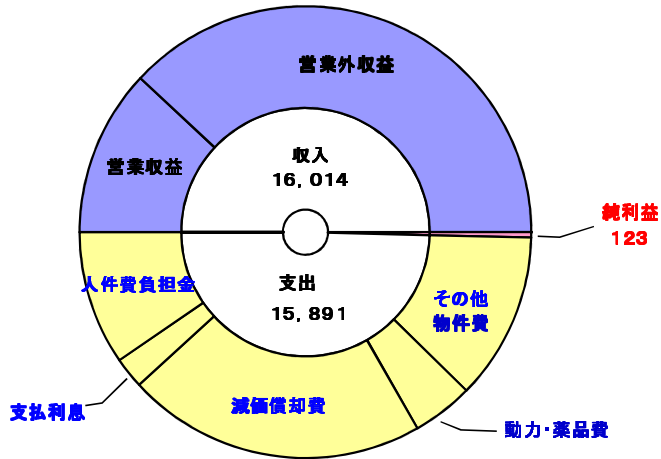 営業外収益
営業収益
収入
16,014
純利益
123
支出
15,891
人件費負担金
その他
物件費
支払利息
減価償却費
動力・薬品費